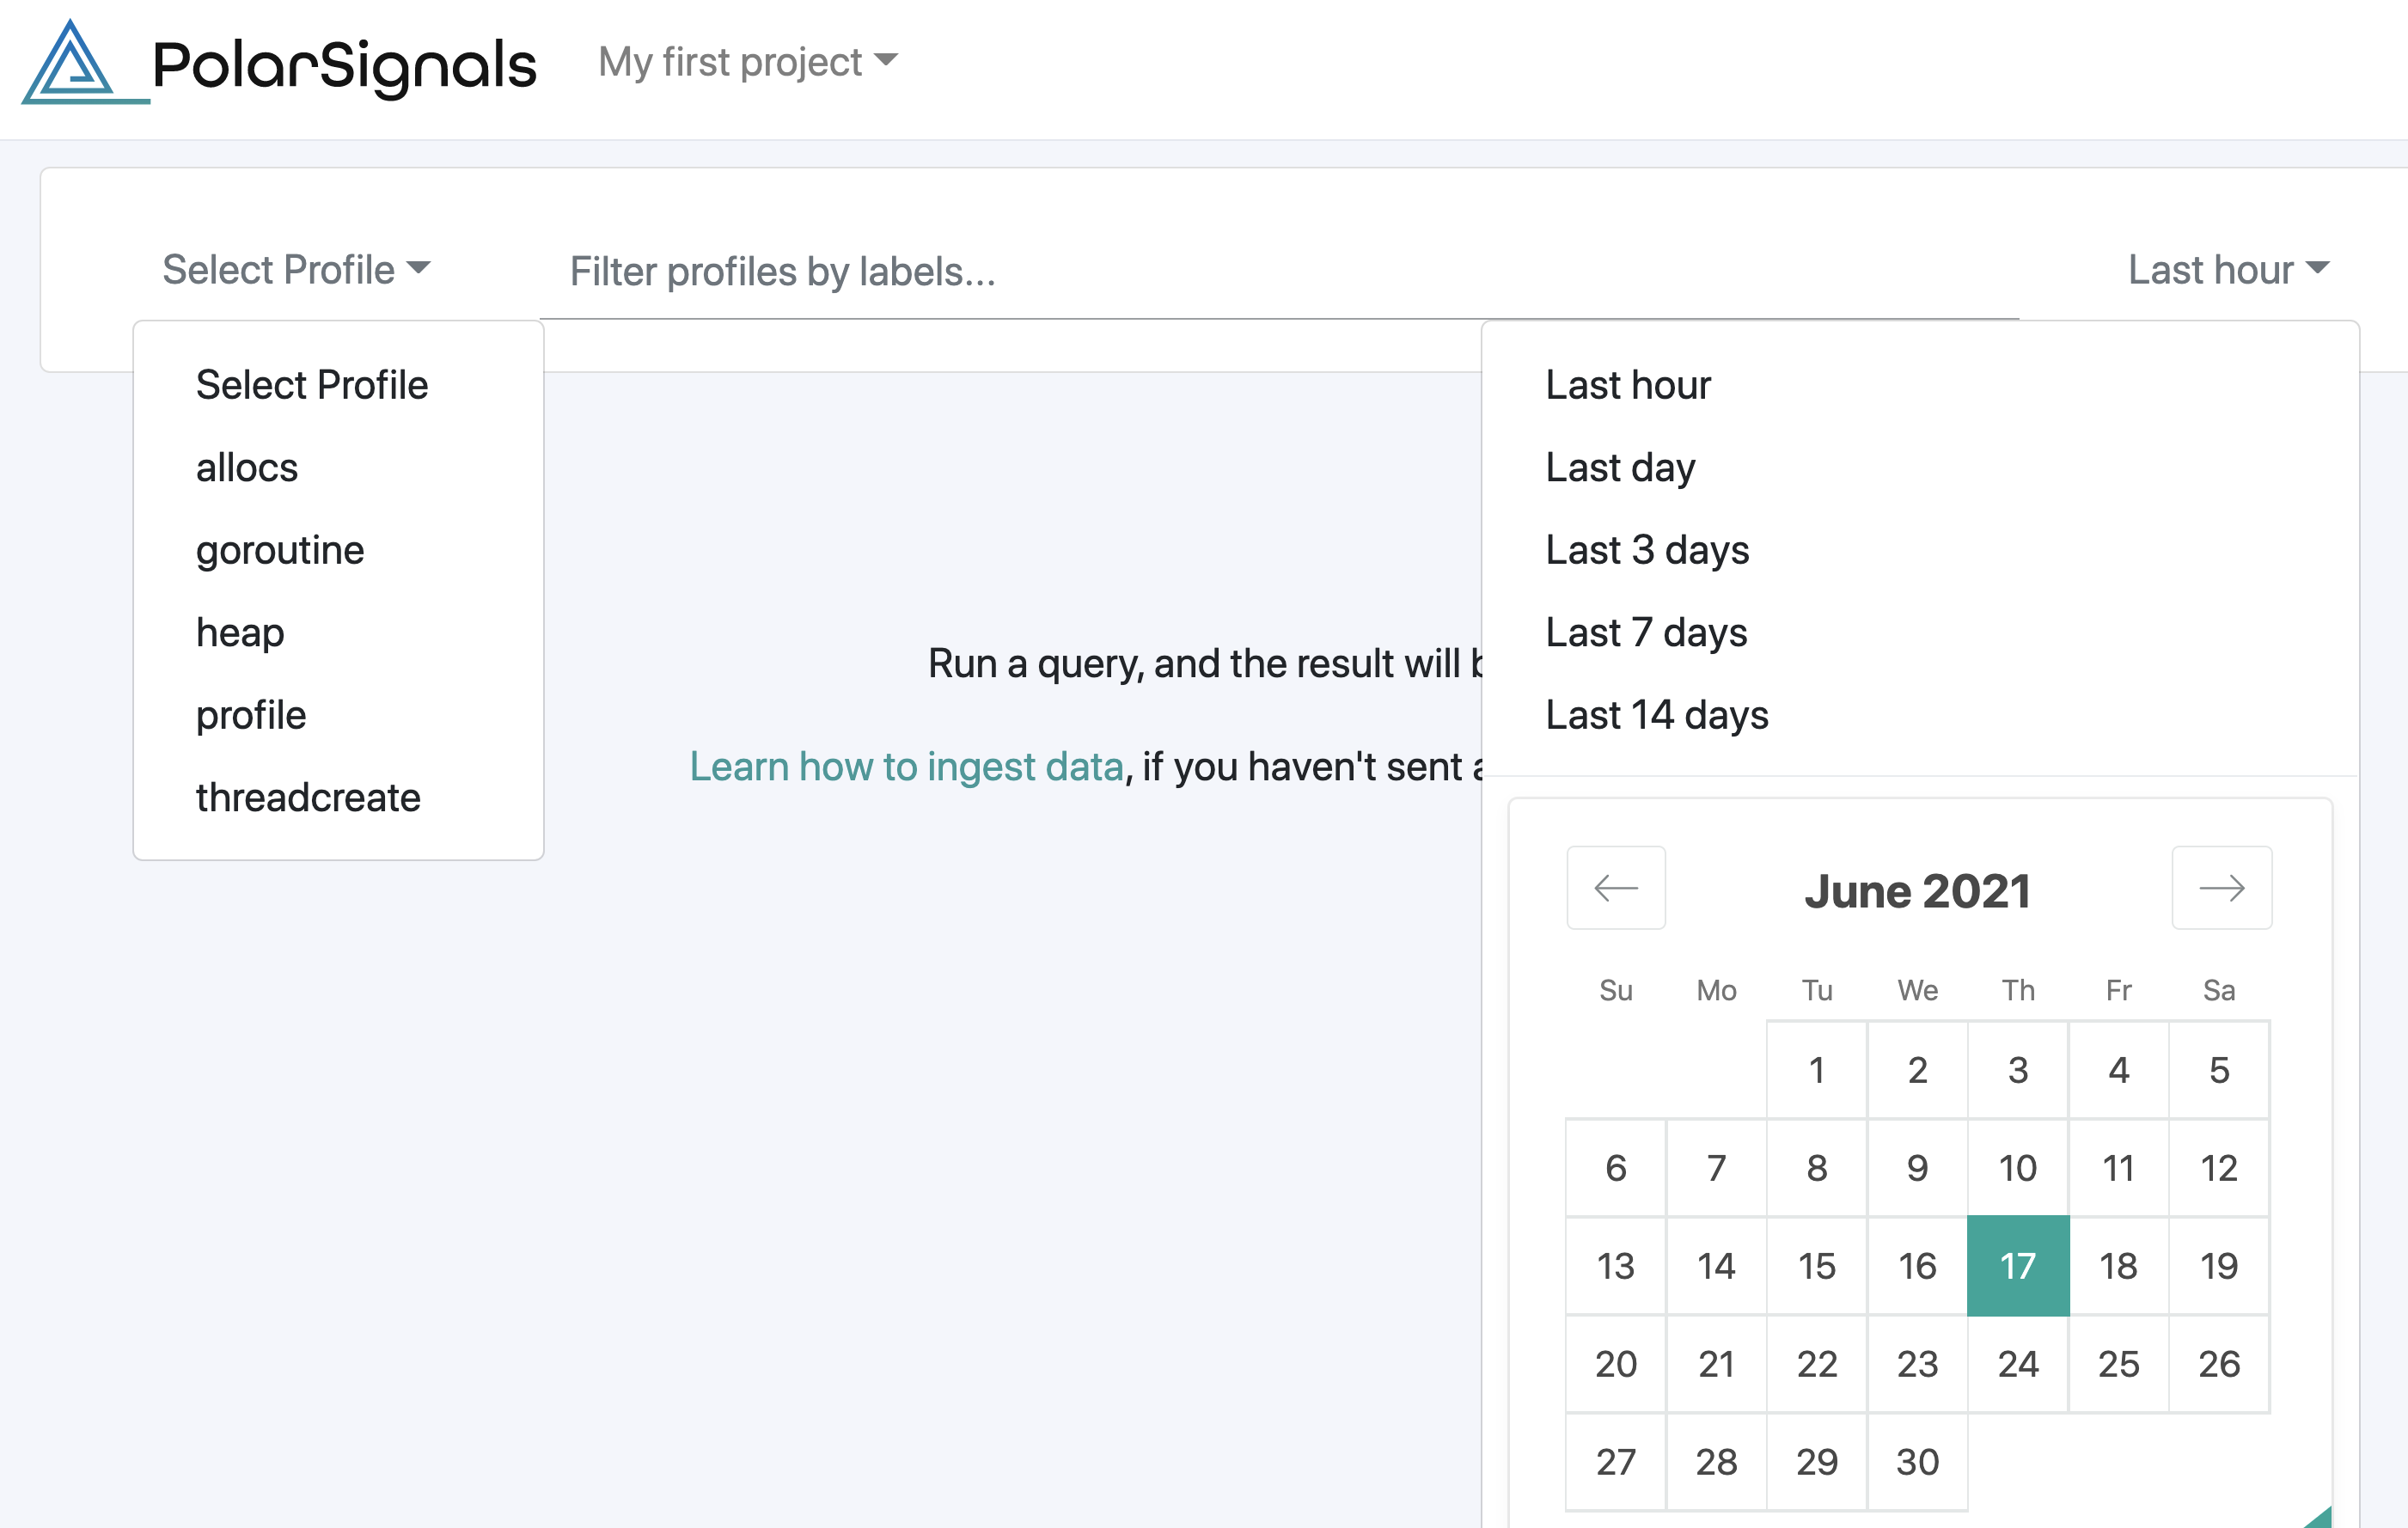 PolarSignals
My first project
Select Profile
Filter profiles by labels...
Last hour
Select Profile
allocs
goroutine
heap
profile
threadcreate
Run a query, and the result will
Learn how to ingest data, if you haven't sent
Last hour
Last day
Last 3 days
Last 7 days
Last 14 days
June 2021
Su Mo Tu We Th Fr Sa
1 2 3 4 5
6 7 8 9 10 11 12
13 14 15 16 17 18 19
20 21 22 23 24 25 26
27 28 29 30